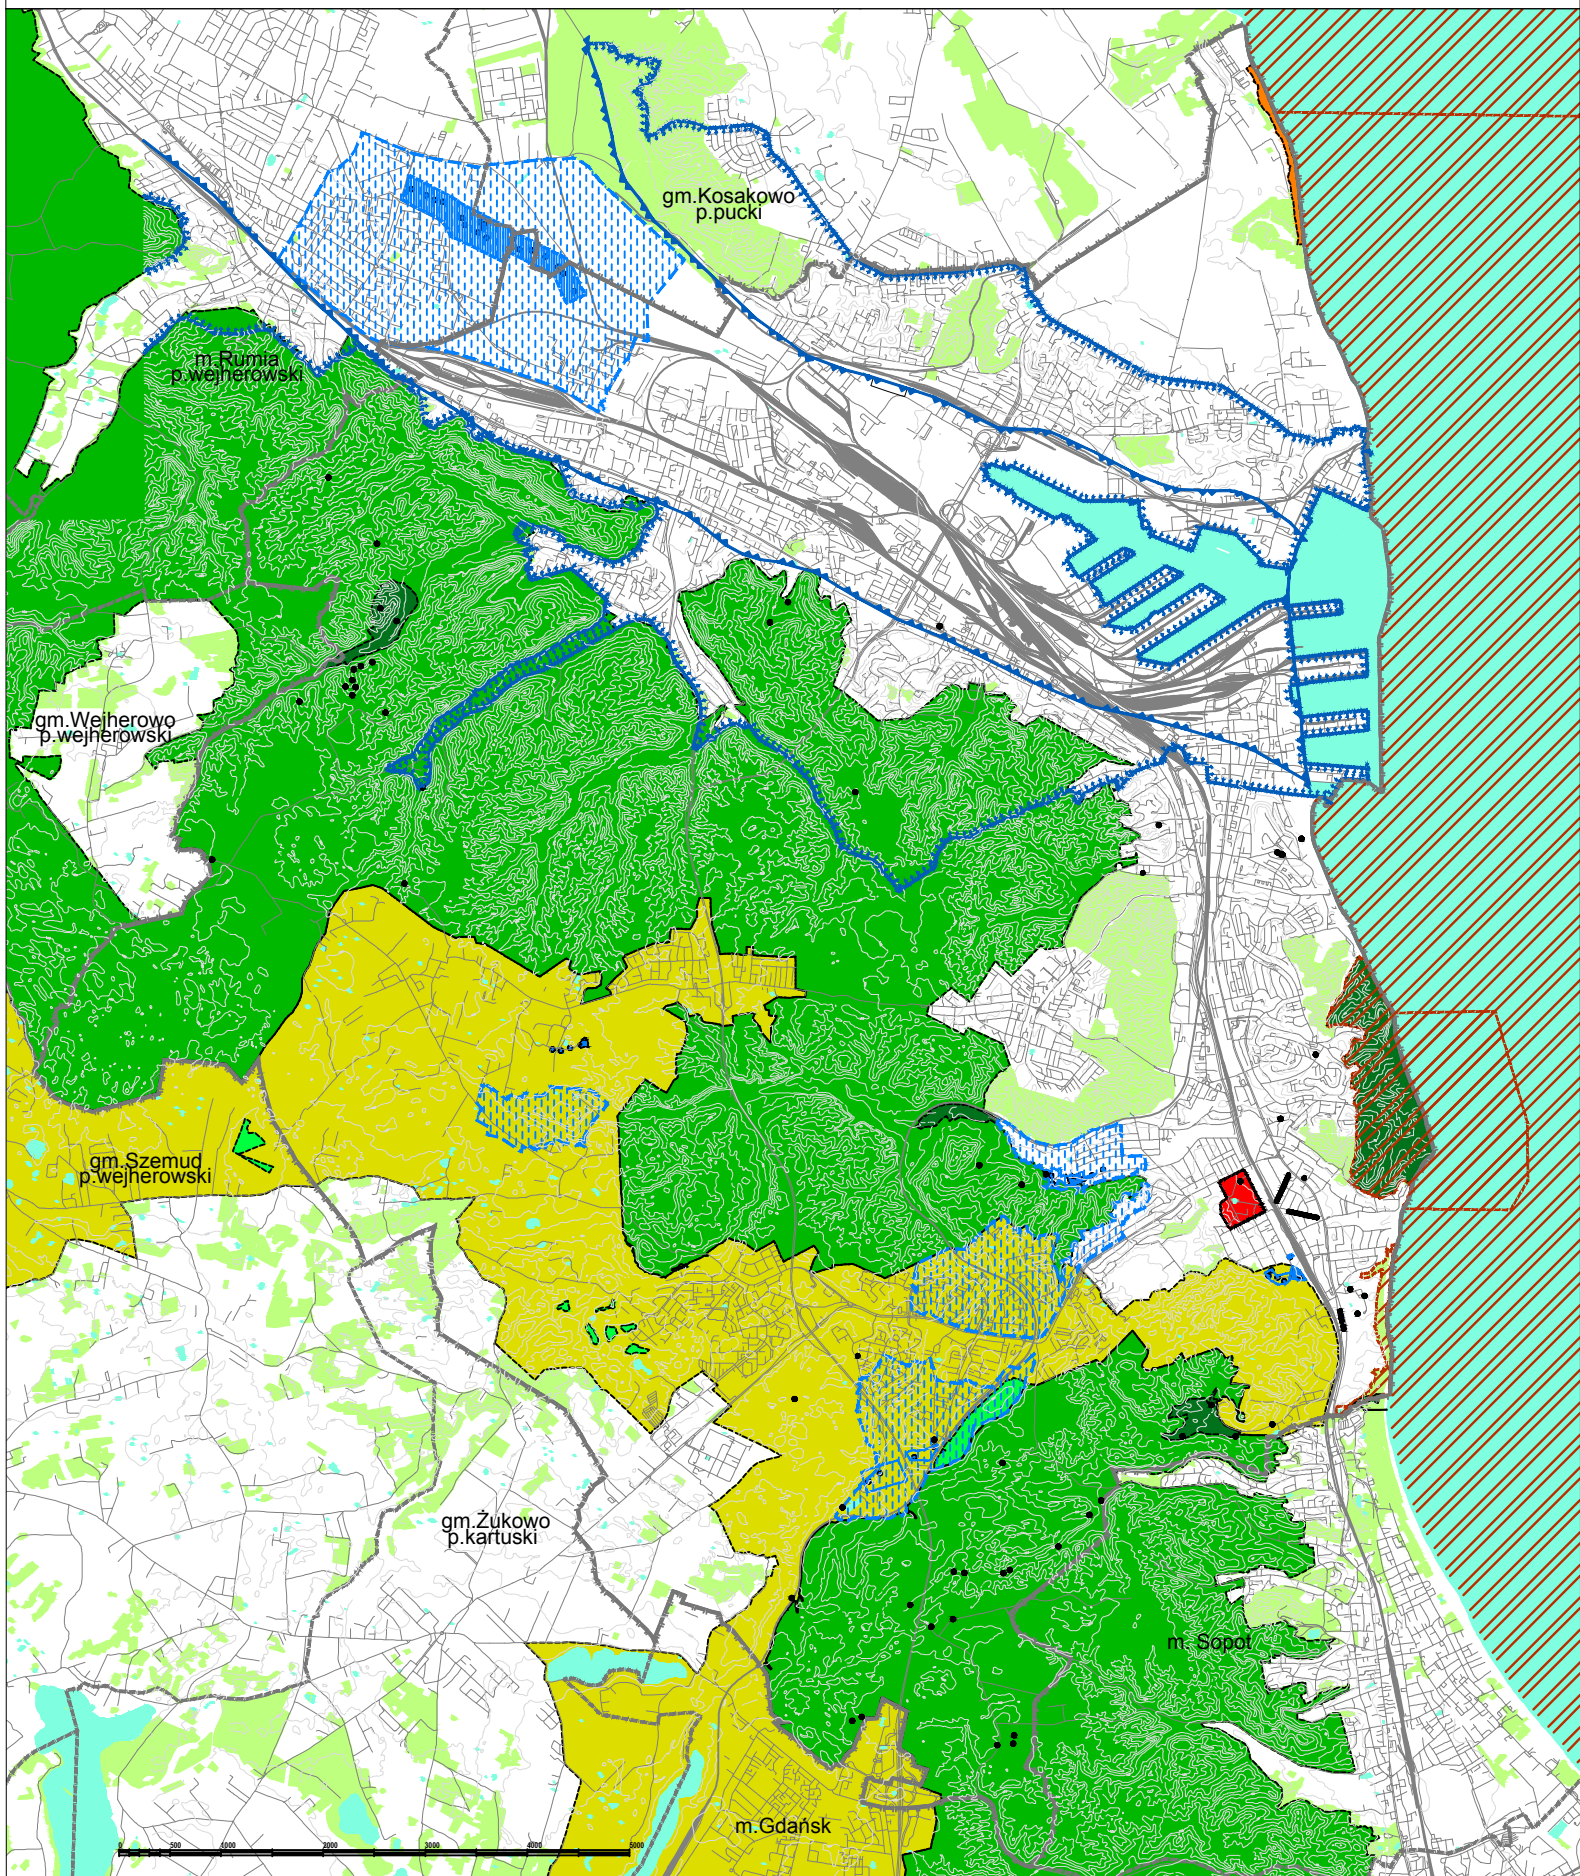 gm.Kosakowo
p.pucki
m.Rumia
p.wejherowski
gm.Wejherowo
p.wejherowski
gm.Szemud
p.wejherowski
gm.Żukowo
p.kartuski
m. Sopot
m.Gdańsk
0 500 1000 2000 3000 4000 5000